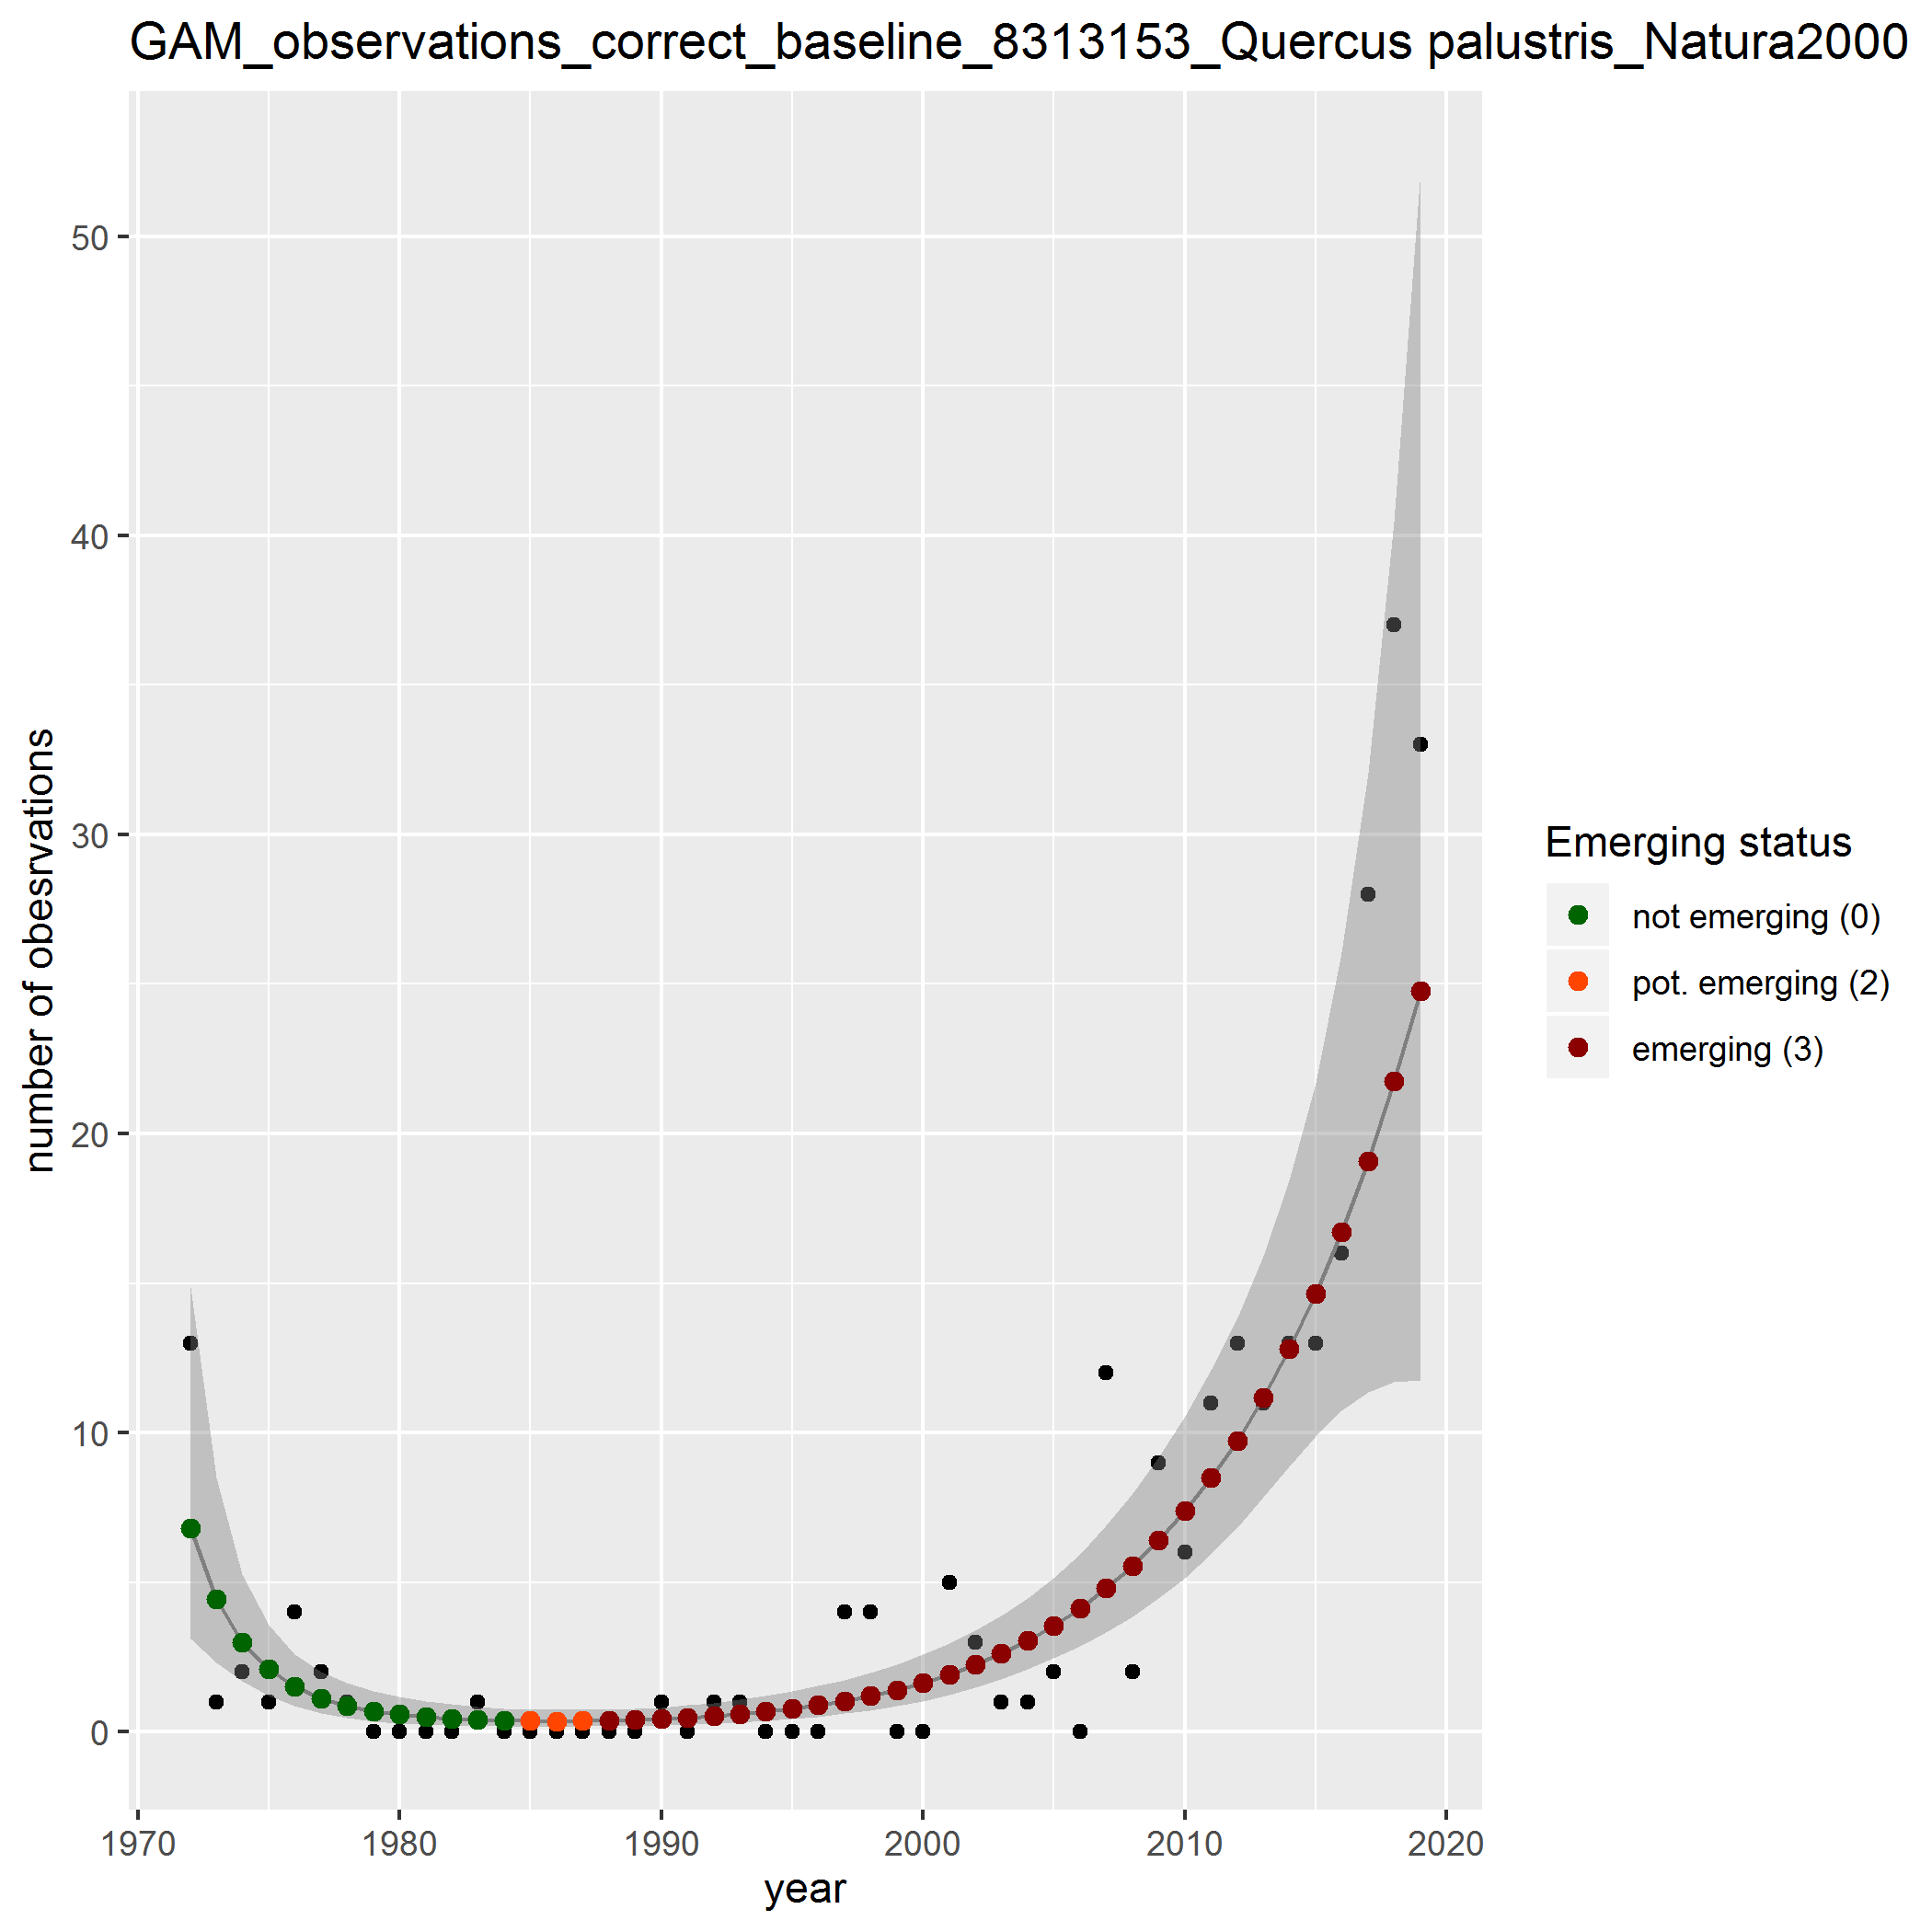 GAM_observations_correct_baseline_8313153_Quercus palustris_Natura2000
50
40
30
20
10
0
number of obesrvations
1970 1980 1990 2000 2010 2020
year
Emerging status
not emerging (0)
pot. emerging (2)
emerging (3)